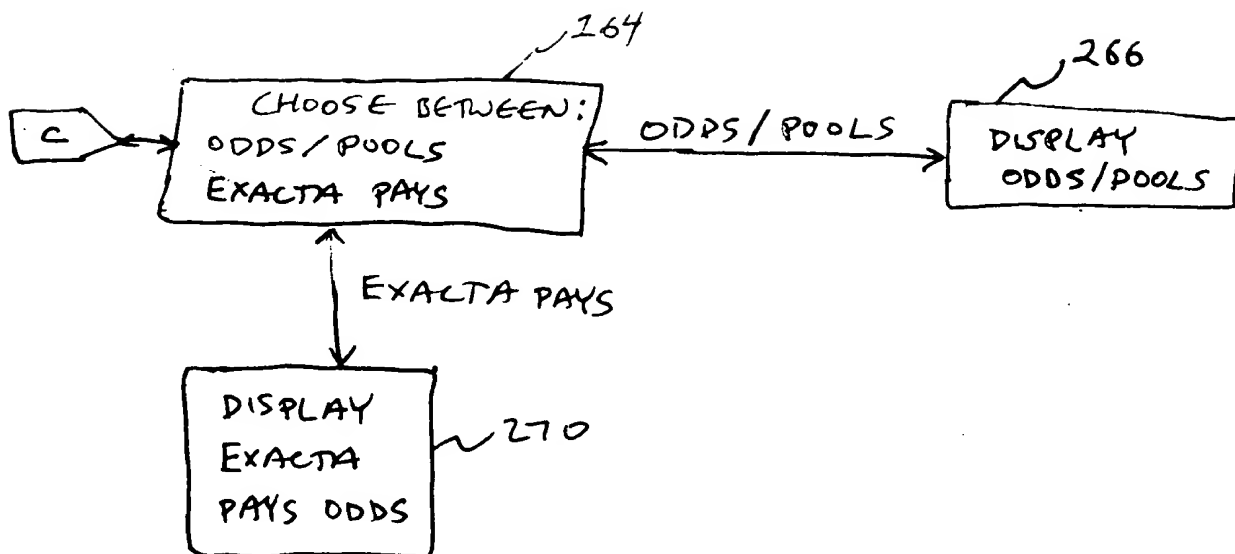 264
266
C
CHOOSE BETWEEN:
ODDS/POOLS
EXACTA PAYS
ODDS/POOLS
DISPLAY
ODDS/POOLS
EXACTA PAYS
DISPLAY
EXACTA
PAYS ODDS
270